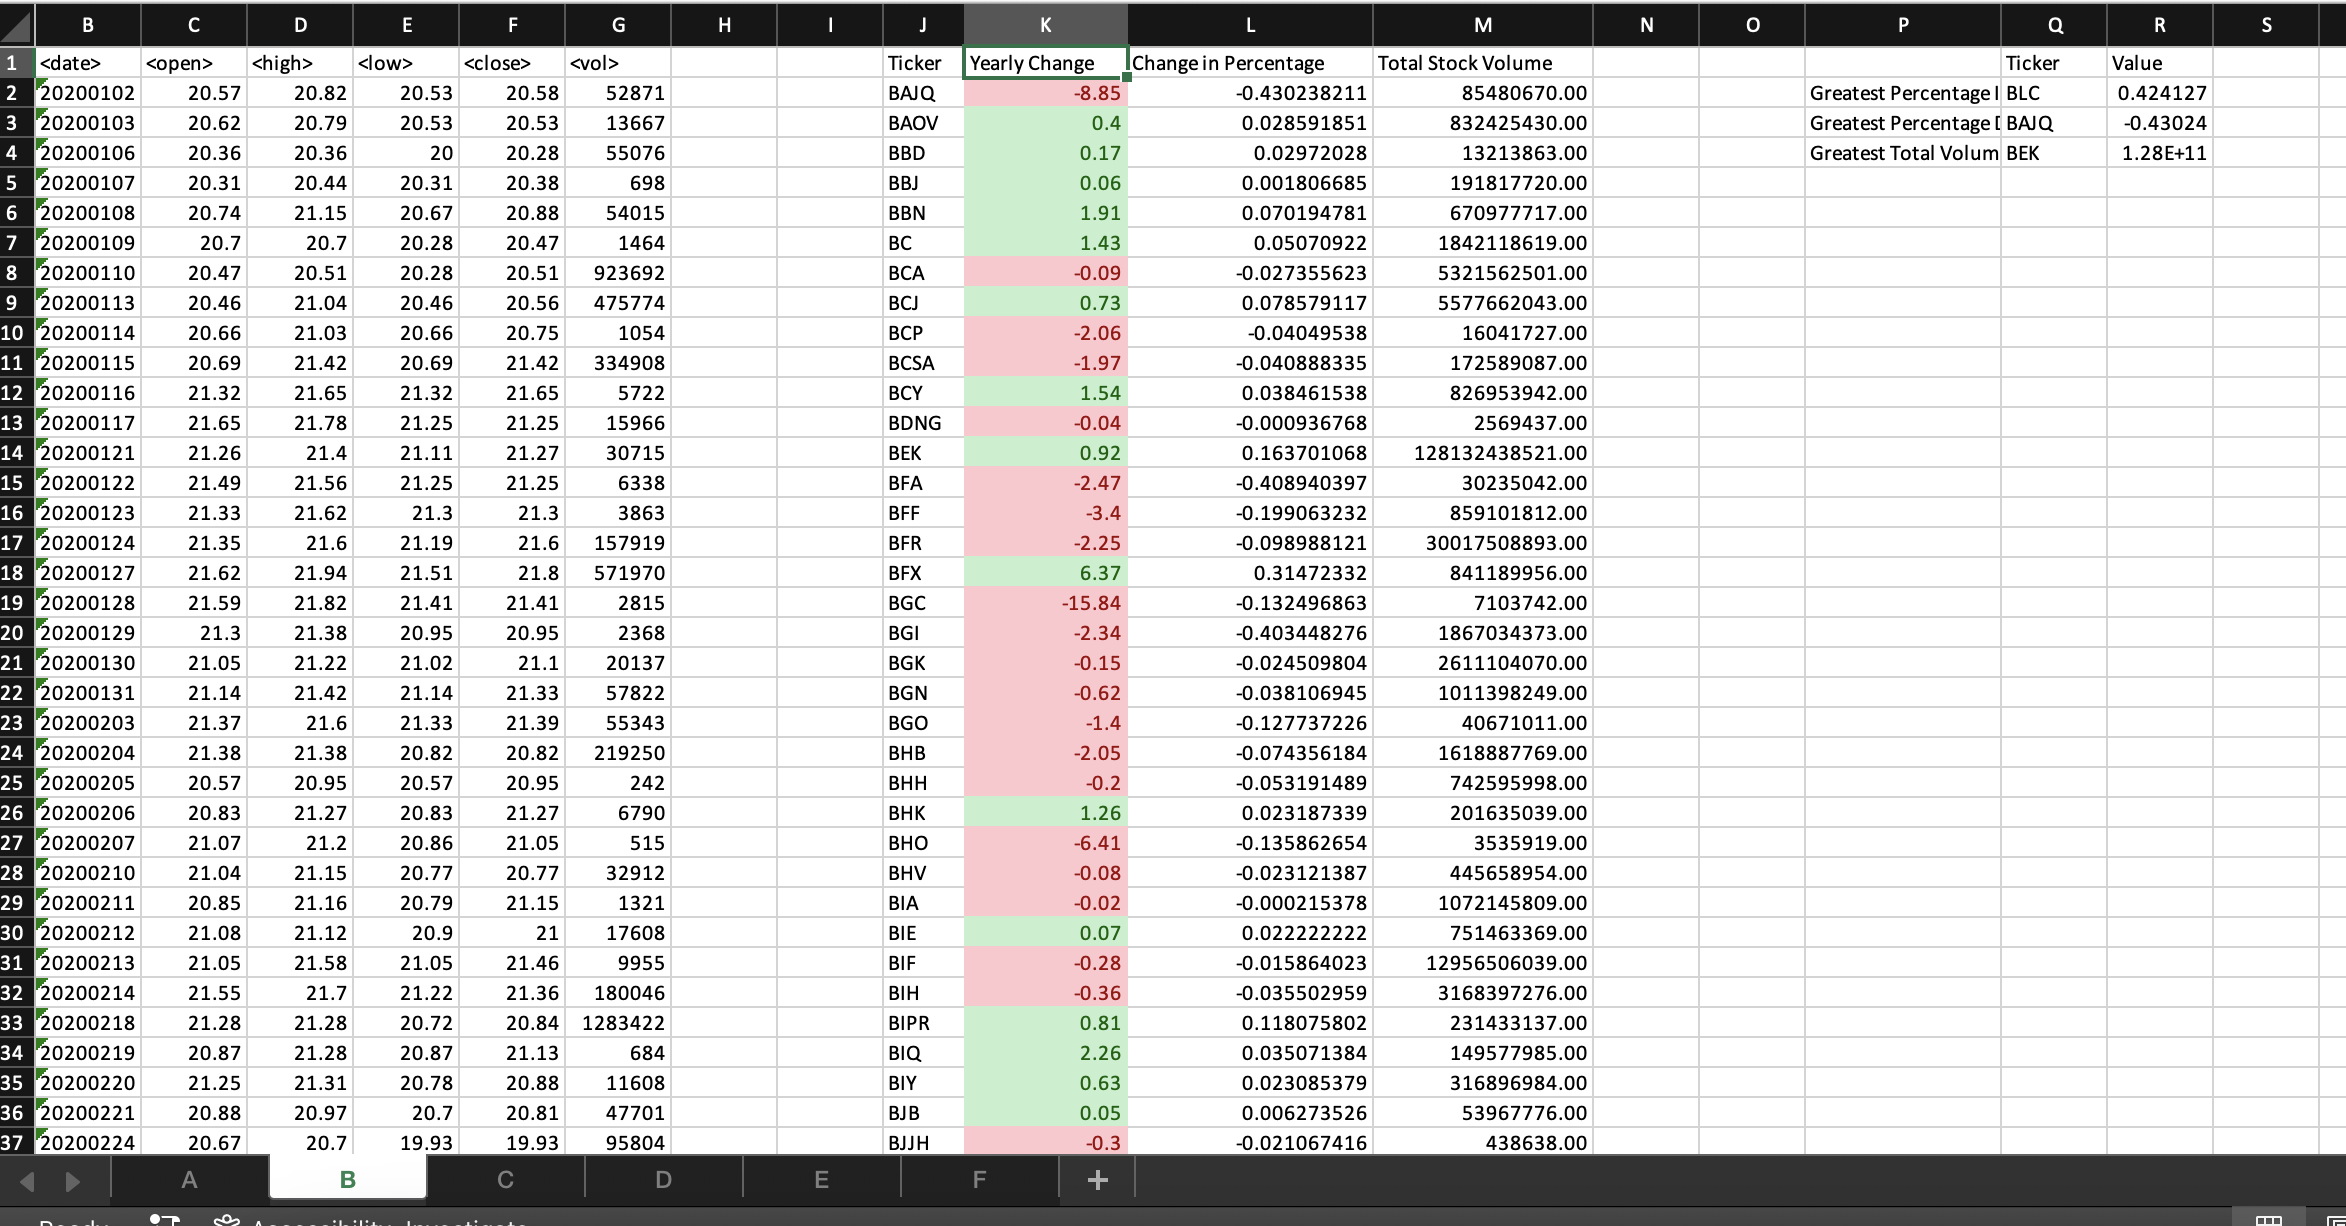 B C D E F G H I J K L M N O P Q R S
1 <date> <open> <high> <low> <close> <vol> Ticker Yearly Change Change in Percentage Total Stock Volume Ticker Value
2 20200102 20.57 20.82 20.53 20.58 52871 BAJQ -8.85 -0.430238211 85480670.00 Greatest Percentage I BLC 0.424127
3 20200103 20.62 20.79 20.53 20.53 13667 BAOV 0.4 0.028591851 832425430.00 Greatest Percentage D BAJQ -0.43024
4 20200106 20.36 20.36 20 20.28 55076 BBD 0.17 0.02972028 13213863.00 Greatest Total Volum BEK 1.28E+11
5 20200107 20.31 20.44 20.31 20.38 698 BBJ 0.06 0.001806685 191817720.00
6 20200108 20.74 21.15 20.67 20.88 54015 BBN 1.91 0.070194781 670977717.00
7 20200109 20.7 20.7 20.28 20.47 1464 BC 1.43 0.05070922 1842118619.00
8 20200110 20.47 20.51 20.28 20.51 923692 BCA -0.09 -0.027355623 5321562501.00
9 20200113 20.46 21.04 20.46 20.56 475774 BCJ 0.73 0.078579117 5577662043.00
10 20200114 20.66 21.03 20.66 20.75 1054 BCP -2.06 -0.04049538 16041727.00
11 20200115 20.69 21.42 20.69 21.42 334908 BCSA -1.97 -0.040888335 172589087.00
12 20200116 21.32 21.65 21.32 21.65 5722 BCY 1.54 0.038461538 826953942.00
13 20200117 21.65 21.78 21.25 21.25 15966 BDNG -0.04 -0.000936768 2569437.00
14 20200121 21.26 21.4 21.11 21.27 30715 BEK 0.92 0.163701068 128132438521.00
15 20200122 21.49 21.56 21.25 21.25 6338 BFA -2.47 -0.408940397 30235042.00
16 20200123 21.33 21.62 21.3 21.3 3863 BFF -3.4 -0.199063232 859101812.00
17 20200124 21.35 21.6 21.19 21.6 157919 BFR -2.25 -0.098988121 30017508893.00
18 20200127 21.62 21.94 21.51 21.8 571970 BFX 6.37 0.31472332 841189956.00
19 20200128 21.59 21.82 21.41 21.41 2815 BGC -15.84 -0.132496863 7103742.00
20 20200129 21.3 21.38 20.95 20.95 2368 BGI -2.34 -0.403448276 1867034373.00
21 20200130 21.05 21.22 21.02 21.1 20137 BGK -0.15 -0.024509804 2611104070.00
22 20200131 21.14 21.42 21.14 21.33 57822 BGN -0.62 -0.038106945 1011398249.00
23 20200203 21.37 21.6 21.33 21.39 55343 BGO -1.4 -0.127737226 40671011.00
24 20200204 21.38 21.38 20.82 20.82 219250 BHB -2.05 -0.074356184 1618887769.00
25 20200205 20.57 20.95 20.57 20.95 242 BHH -0.2 -0.053191489 742595998.00
26 20200206 20.83 21.27 20.83 21.27 6790 BHK 1.26 0.023187339 201635039.00
27 20200207 21.07 21.2 20.86 21.05 515 BHO -6.41 -0.135862654 3535919.00
28 20200210 21.04 21.15 20.77 20.77 32912 BHV -0.08 -0.023121387 445658954.00
29 20200211 20.85 21.16 20.79 21.15 1321 BIA -0.02 -0.000215378 1072145809.00
30 20200212 21.08 21.12 20.9 21 17608 BIE 0.07 0.022222222 751463369.00
31 20200213 21.05 21.58 21.05 21.46 9955 BIF -0.28 -0.015864023 12956506039.00
32 20200214 21.55 21.7 21.22 21.36 180046 BIH -0.36 -0.035502959 3168397276.00
33 20200218 21.28 21.28 20.72 20.84 1283422 BIPR 0.81 0.118075802 231433137.00
34 20200219 20.87 21.28 20.87 21.13 684 BIQ 2.26 0.035071384 149577985.00
35 20200220 21.25 21.31 20.78 20.88 11608 BIY 0.63 0.023085379 316896984.00
36 20200221 20.88 20.97 20.7 20.81 47701 BJB 0.05 0.006273526 53967776.00
37 20200224 20.67 20.7 19.93 19.93 95804 BJJH -0.3 -0.021067416 438638.00
A B C D E F +
Ready Accessibility: Investigate